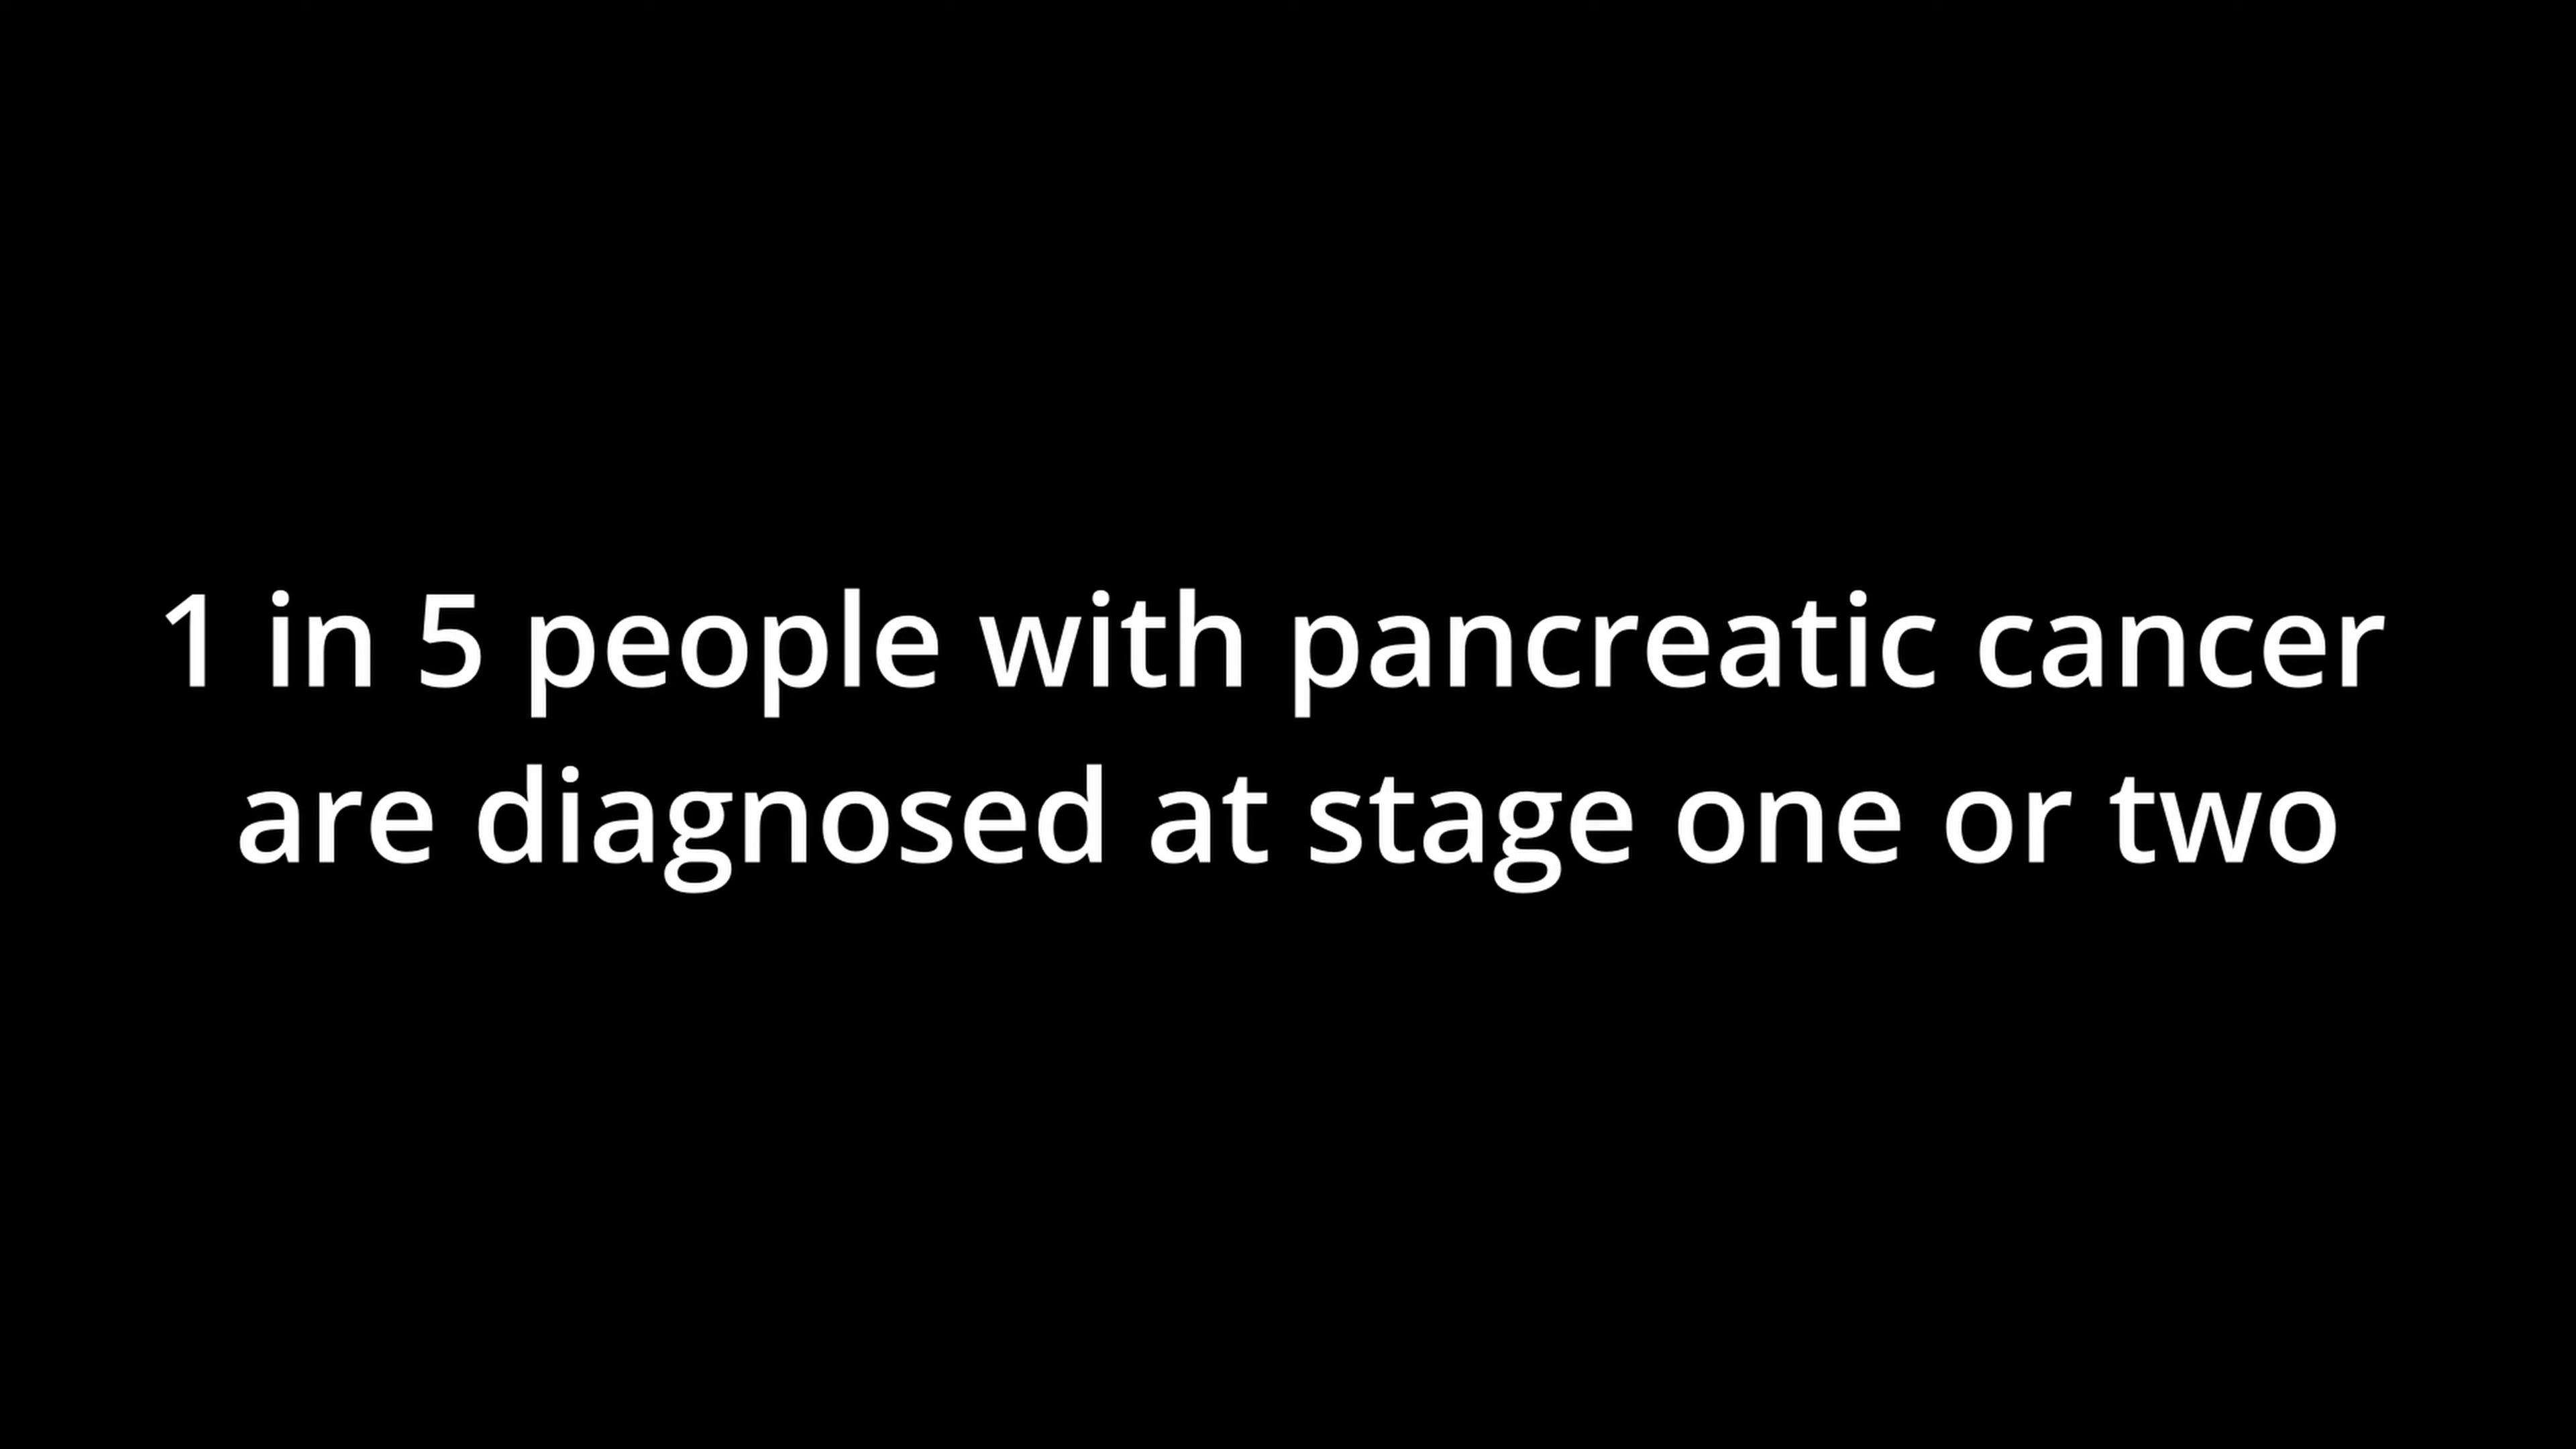 1 in 5 people with pancreatic cancer
are diagnosed at stage one or two